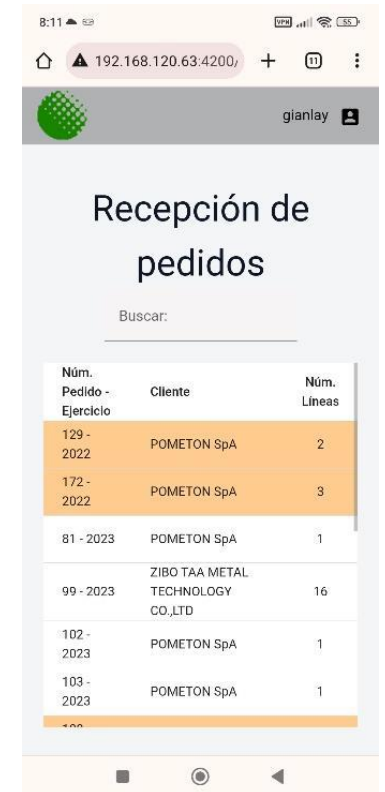 8:11
VPN
55
192.168.120.63:4200/
11
gianlay
Recepción de
pedidos
Buscar:
Núm.
Pedido -
Ejercicio
Cliente
Núm.
Líneas
129 -
2022
POMETON SpA
2
172 -
2022
POMETON SpA
3
81 - 2023
POMETON SpA
1
99 - 2023
ZIBO TAA METAL
TECHNOLOGY
CO.,LTD
16
102 -
2023
POMETON SpA
1
103 -
2023
POMETON SpA
1